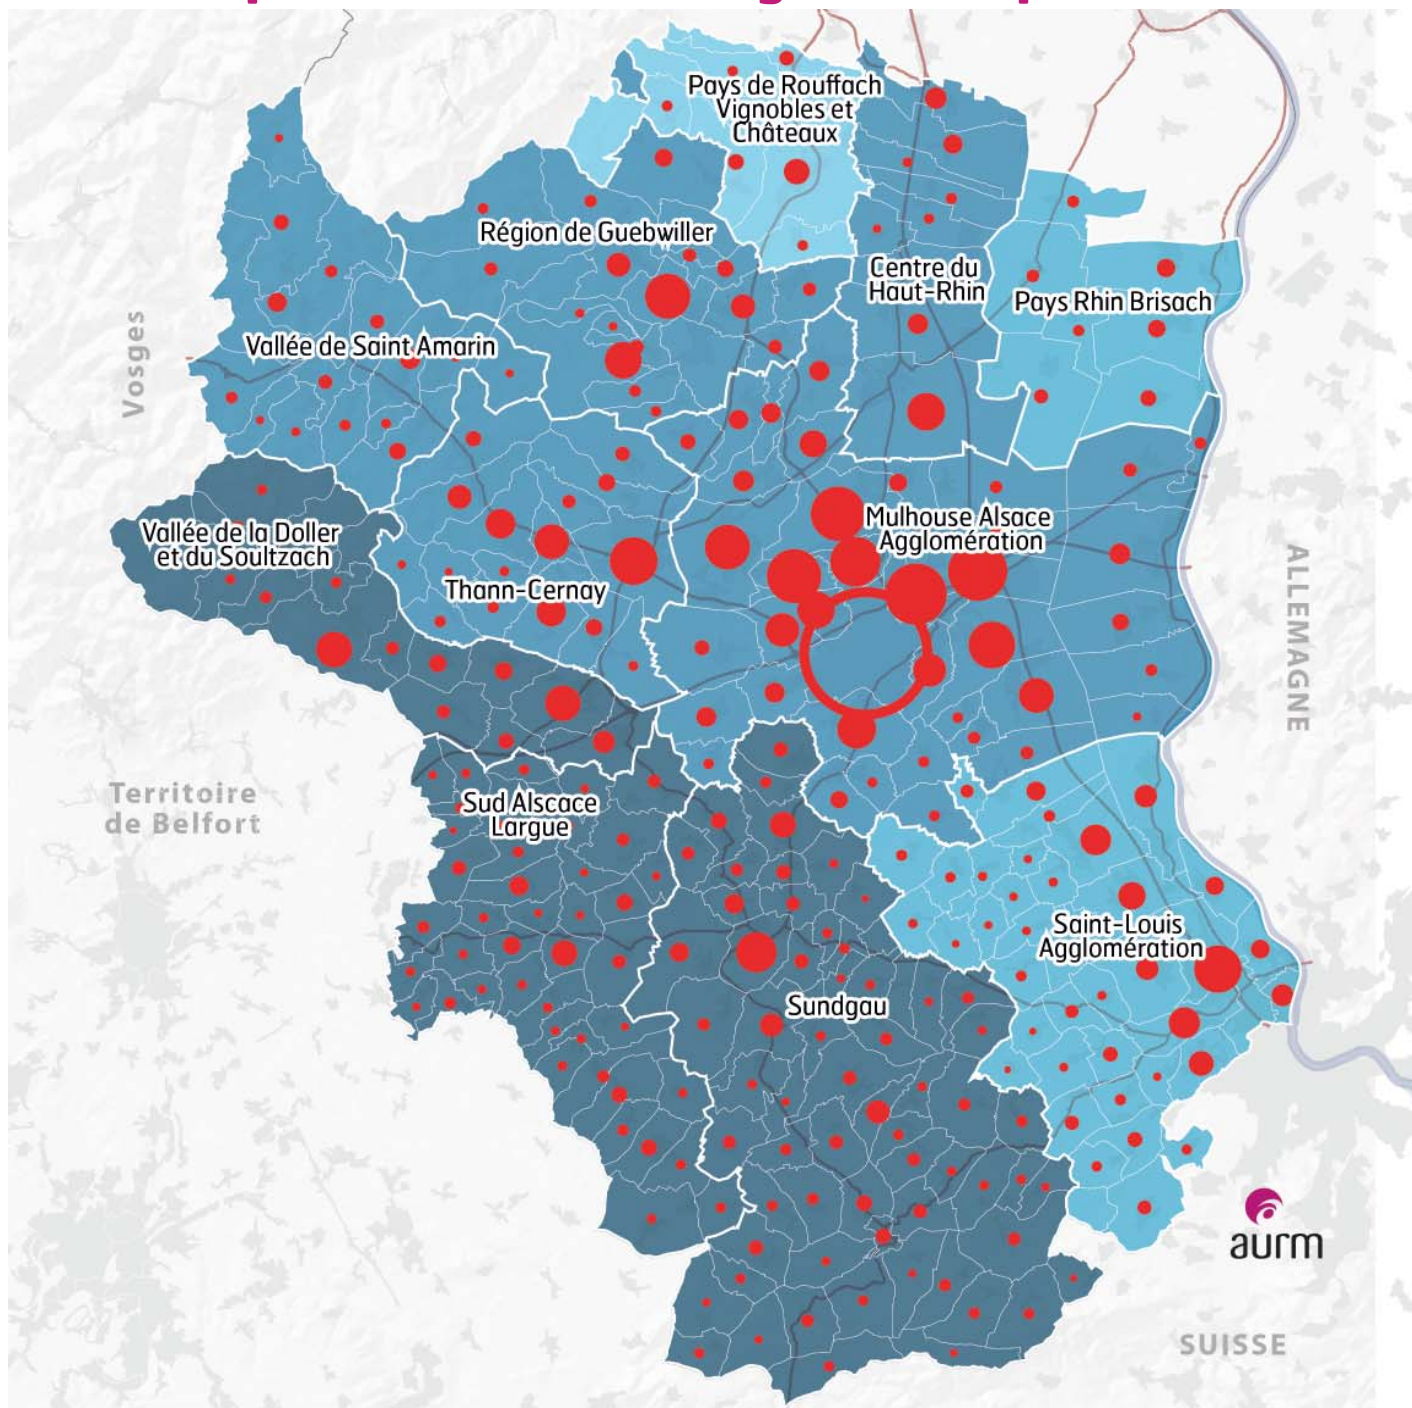 Pays de Rouffach
Vignobles et
Châteaux
Région de Guebwiller
Centre du
Haut-Rhin
Pays Rhin Brisach
Vallée de Saint Amarin
Vosges
Mulhouse Alsace
Agglomération
Vallée de la Doller
et du Soultzach
Thann-Cernay
ALLEMAGNE
Territoire
de Belfort
Sud Alscace
Largue
Saint-Louis
Agglomération
Sundgau
aurm
SUISSE